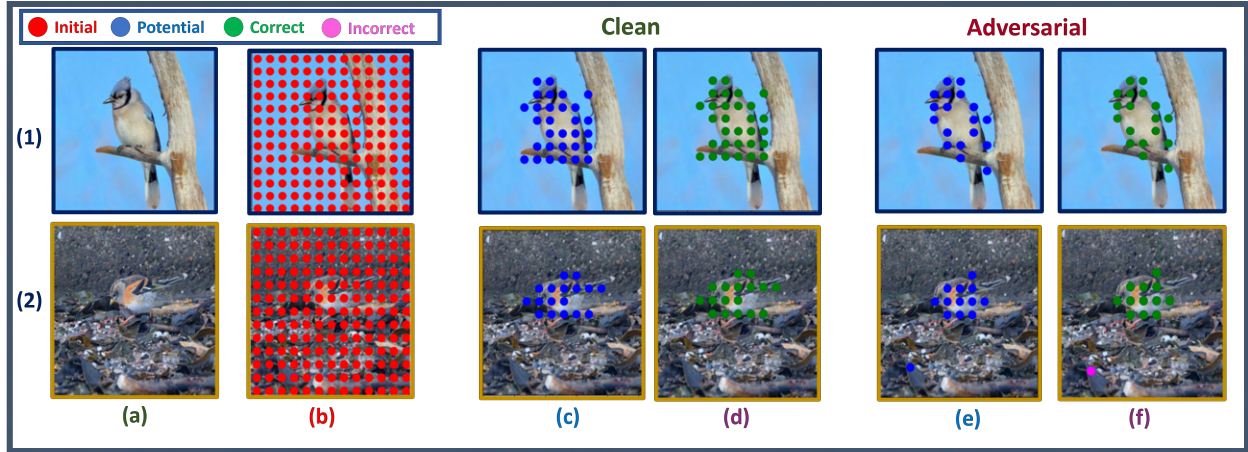 Initial Potential Correct Incorrect
Clean
Adversarial
(1)
(2)
(a) (b) (c) (d) (e) (f)